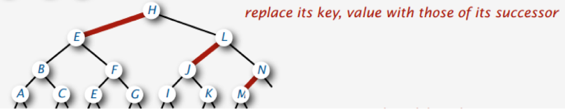 H
replace its key, value with those of its successor
E
L
B
F
J
N
A
C
E
G
I
K
M